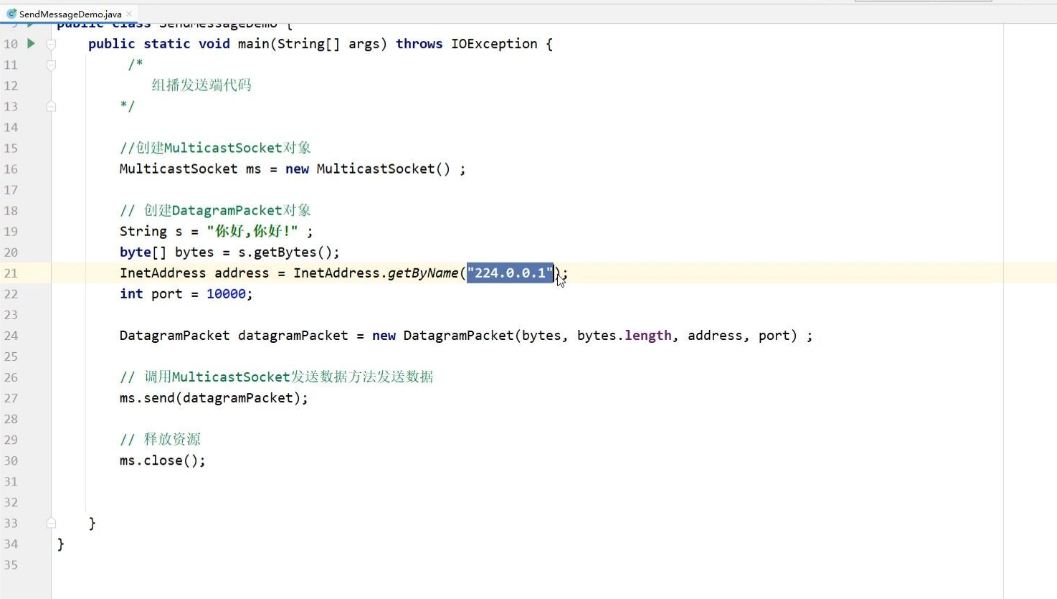 SendMessageDemo.java
public class SendMessageDemo {
10 public static void main(String[] args) throws IOException {
11 /*
12 组播发送端代码
13 */
14
15 //创建MulticastSocket对象
16 MulticastSocket ms = new MulticastSocket() ;
17
18 // 创建DatagramPacket对象
19 String s = "你好,你好!" ;
20 byte[] bytes = s.getBytes();
21 InetAddress address = InetAddress.getByName("224.0.0.1");
22 int port = 10000;
23
24 DatagramPacket datagramPacket = new DatagramPacket(bytes, bytes.length, address, port) ;
25
26 // 调用MulticastSocket发送数据方法发送数据
27 ms.send(datagramPacket);
28
29 // 释放资源
30 ms.close();
31
32
33 }
34 }
35